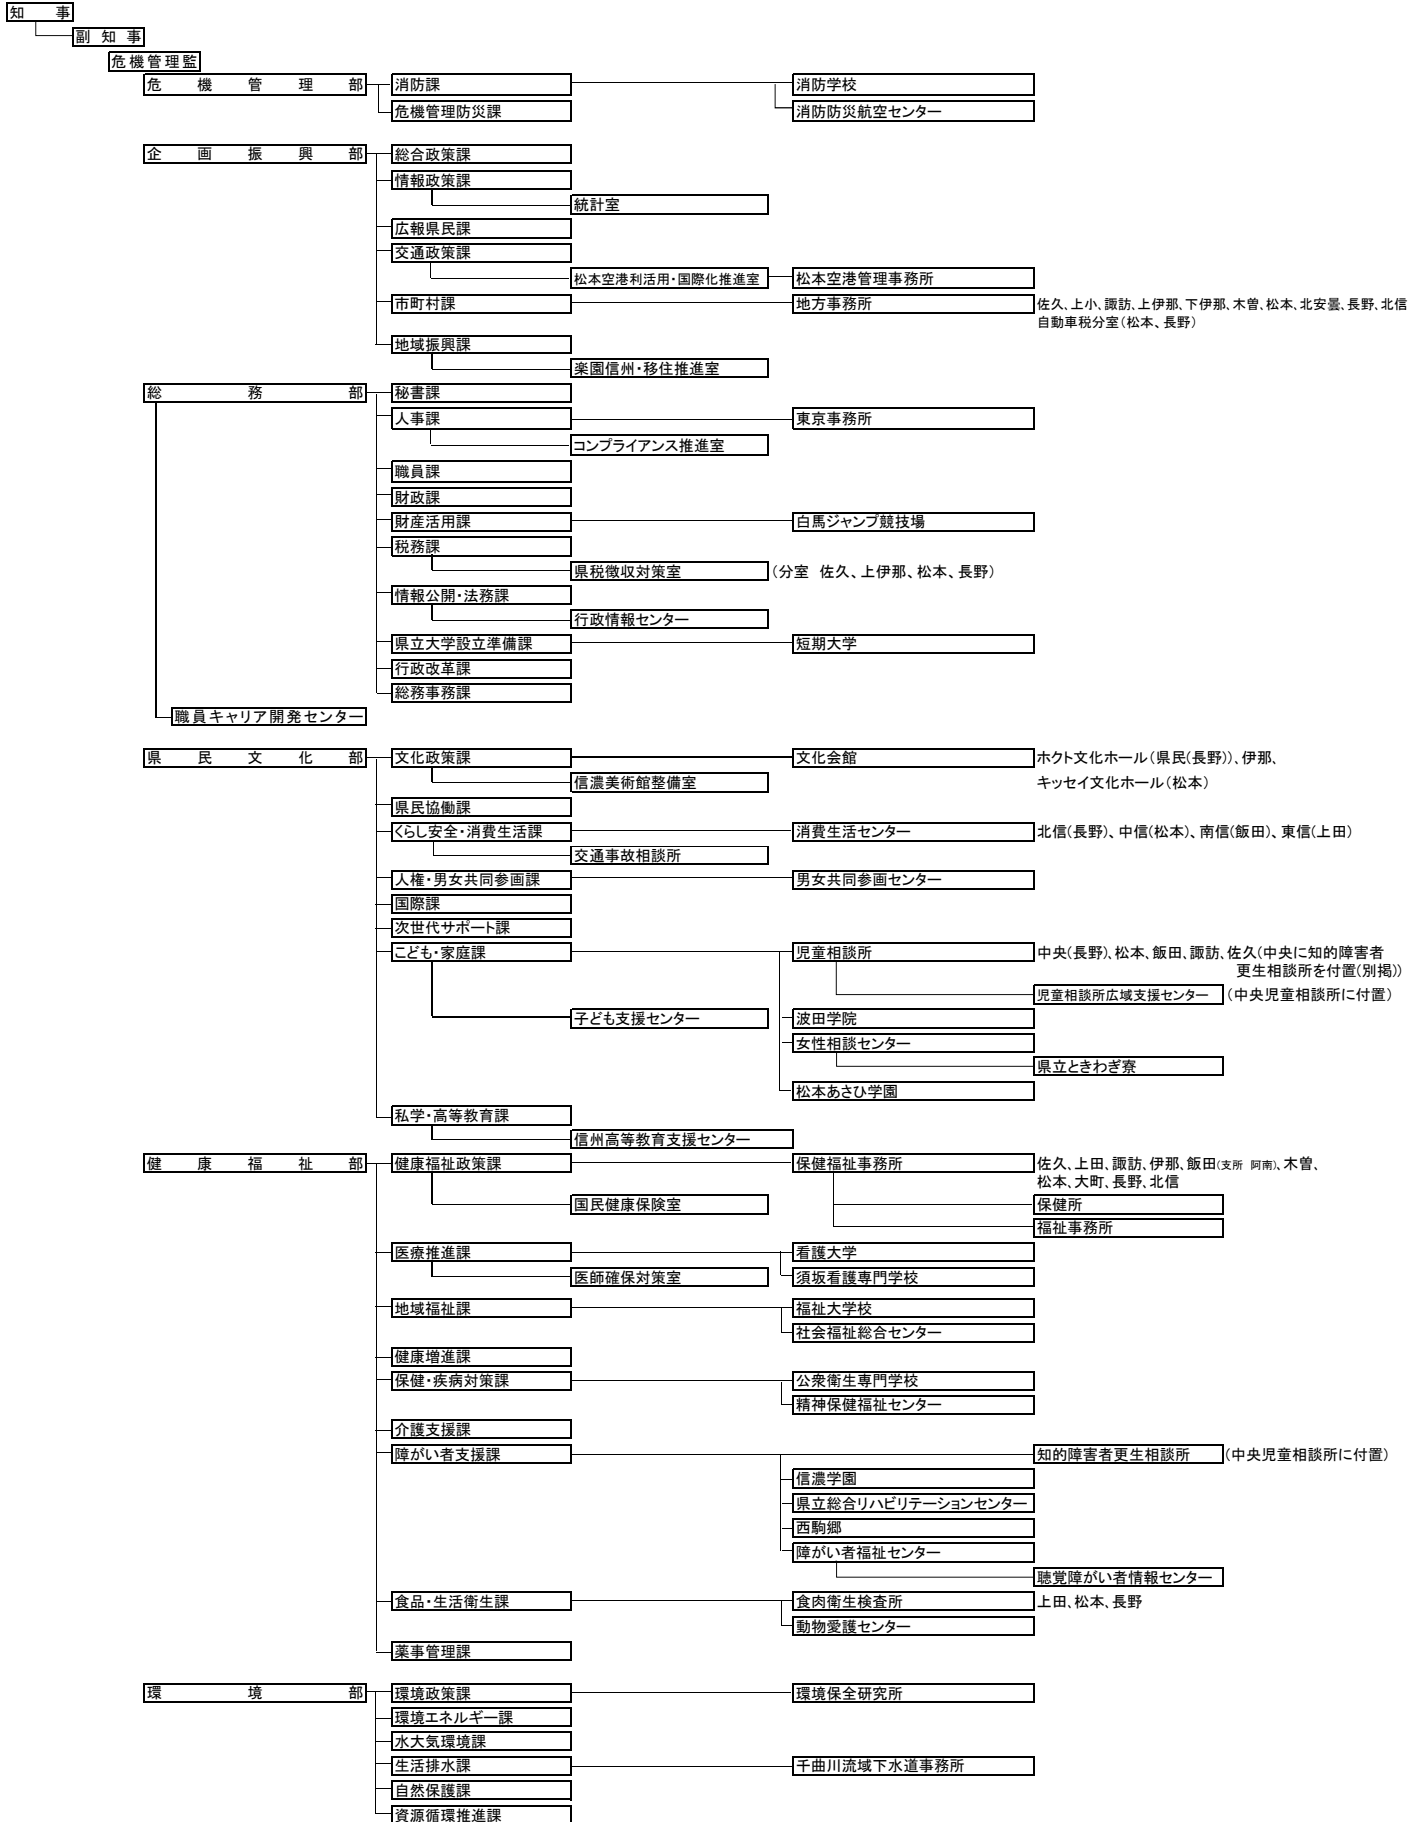 知　事
副 知 事
危機管理監
危　機　管　理　部　消防課　消防学校
危機管理防災課　消防防災航空センター
企　画　振　興　部　総合政策課
情報政策課
統計室
広報県民課
交通政策課
松本空港利活用・国際化推進室　松本空港管理事務所
市町村課　地方事務所　佐久、上小、諏訪、上伊那、下伊那、木曽、松本、北安曇、長野、北信
自動車税分室（松本、長野）
地域振興課
楽園信州・移住推進室
総　務　部　秘書課
人事課　東京事務所
コンプライアンス推進室
職員課
財政課
財産活用課　白馬ジャンプ競技場
税務課
県税徴収対策室　（分室　佐久、上伊那、松本、長野）
情報公開・法務課
行政情報センター
県立大学設立準備課　短期大学
行政改革課
総務事務課
職員キャリア開発センター
県　民　文　化　部　文化政策課　文化会館　ホクト文化ホール（県民（長野））、伊那、
信濃美術館整備室　キッセイ文化ホール（松本）
県民協働課
くらし安全・消費生活課　消費生活センター　北信（長野）、中信（松本）、南信（飯田）、東信（上田）
交通事故相談所
人権・男女共同参画課　男女共同参画センター
国際課
次世代サポート課
こども・家庭課　児童相談所　中央（長野）、松本、飯田、諏訪、佐久（中央に知的障害者
更生相談所を付置（別掲））
児童相談所広域支援センター　（中央児童相談所に付置）
子ども支援センター　波田学院
女性相談センター
県立ときわぎ寮
松本あさひ学園
私学・高等教育課
信州高等教育支援センター
健　康　福　祉　部　健康福祉政策課　保健福祉事務所　佐久、上田、諏訪、伊那、飯田（支所　阿南）、木曽、
松本、大町、長野、北信
国民健康保険室　保健所
福祉事務所
医療推進課　看護大学
医師確保対策室　須坂看護専門学校
地域福祉課　福祉大学校
社会福祉総合センター
健康増進課
保健・疾病対策課　公衆衛生専門学校
精神保健福祉センター
介護支援課
障がい者支援課　知的障害者更生相談所　（中央児童相談所に付置）
信濃学園
県立総合リハビリテーションセンター
西駒郷
障がい者福祉センター
聴覚障がい者情報センター
食品・生活衛生課　食肉衛生検査所　上田、松本、長野
動物愛護センター
薬事管理課
環　境　部　環境政策課　環境保全研究所
環境エネルギー課
水大気環境課
生活排水課　千曲川流域下水道事務所
自然保護課
資源循環推進課